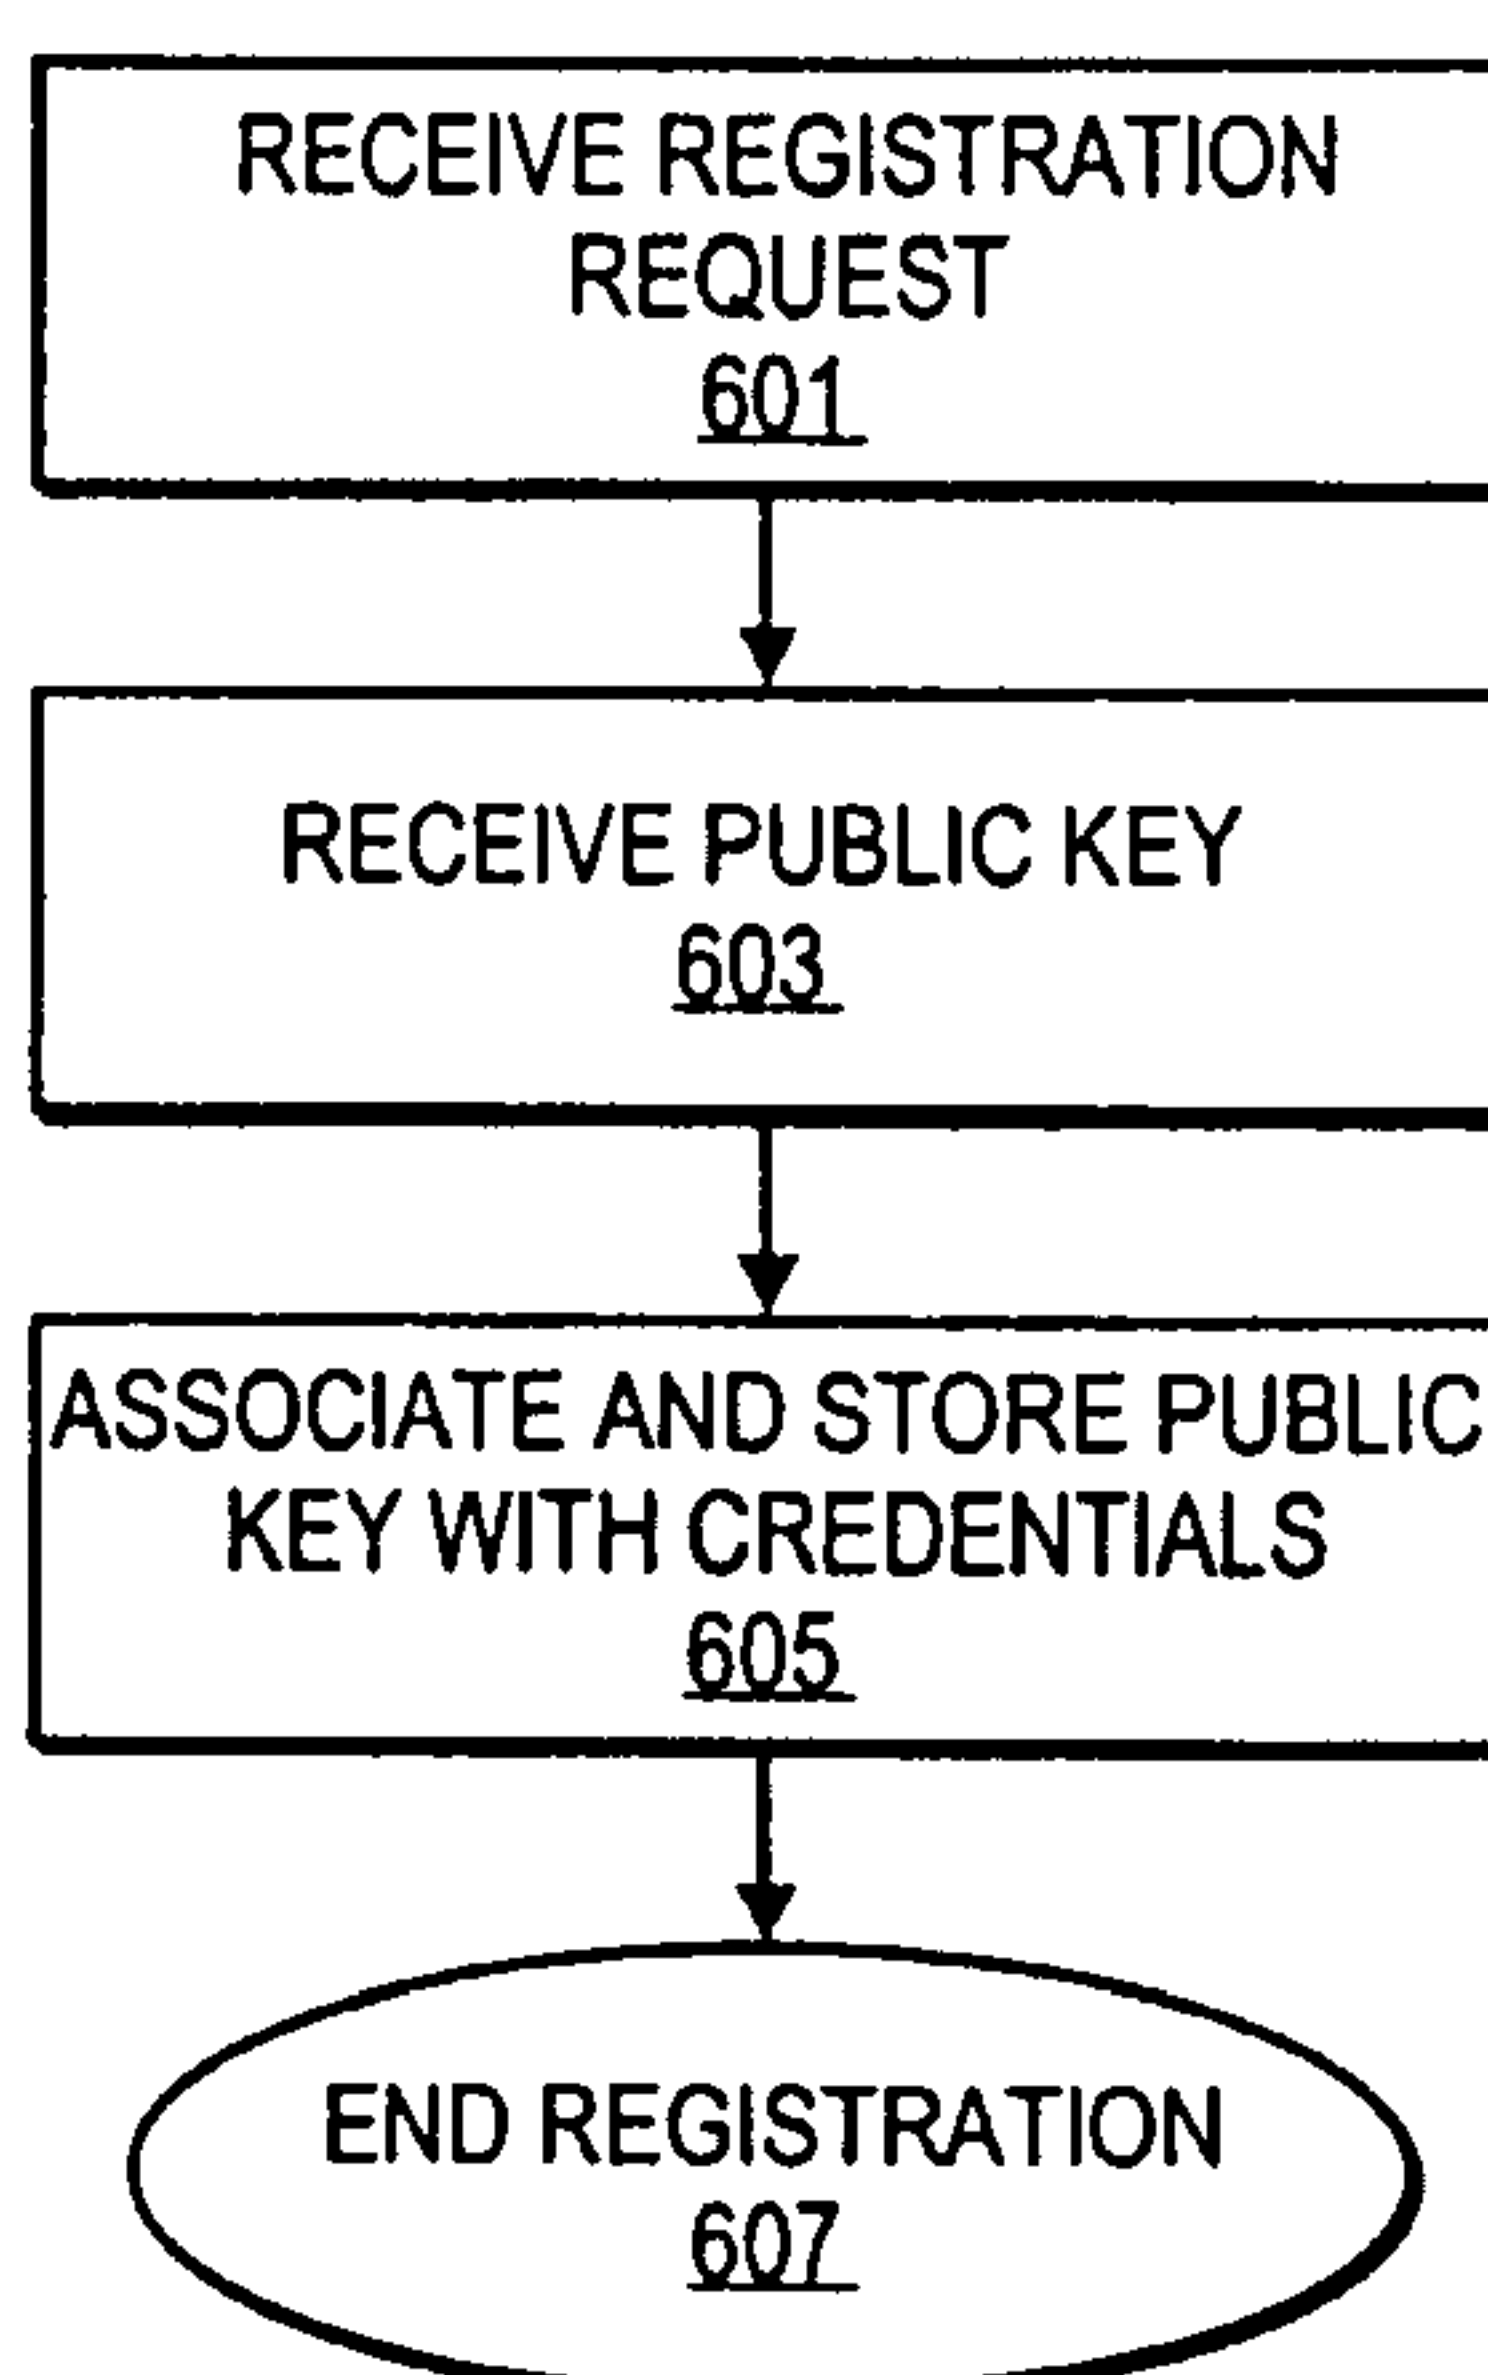 RECEIVE REGISTRATION
REQUEST
601
RECEIVE PUBLIC KEY
603
ASSOCIATE AND STORE PUBLIC
KEY WITH CREDENTIALS
605
END REGISTRATION
607